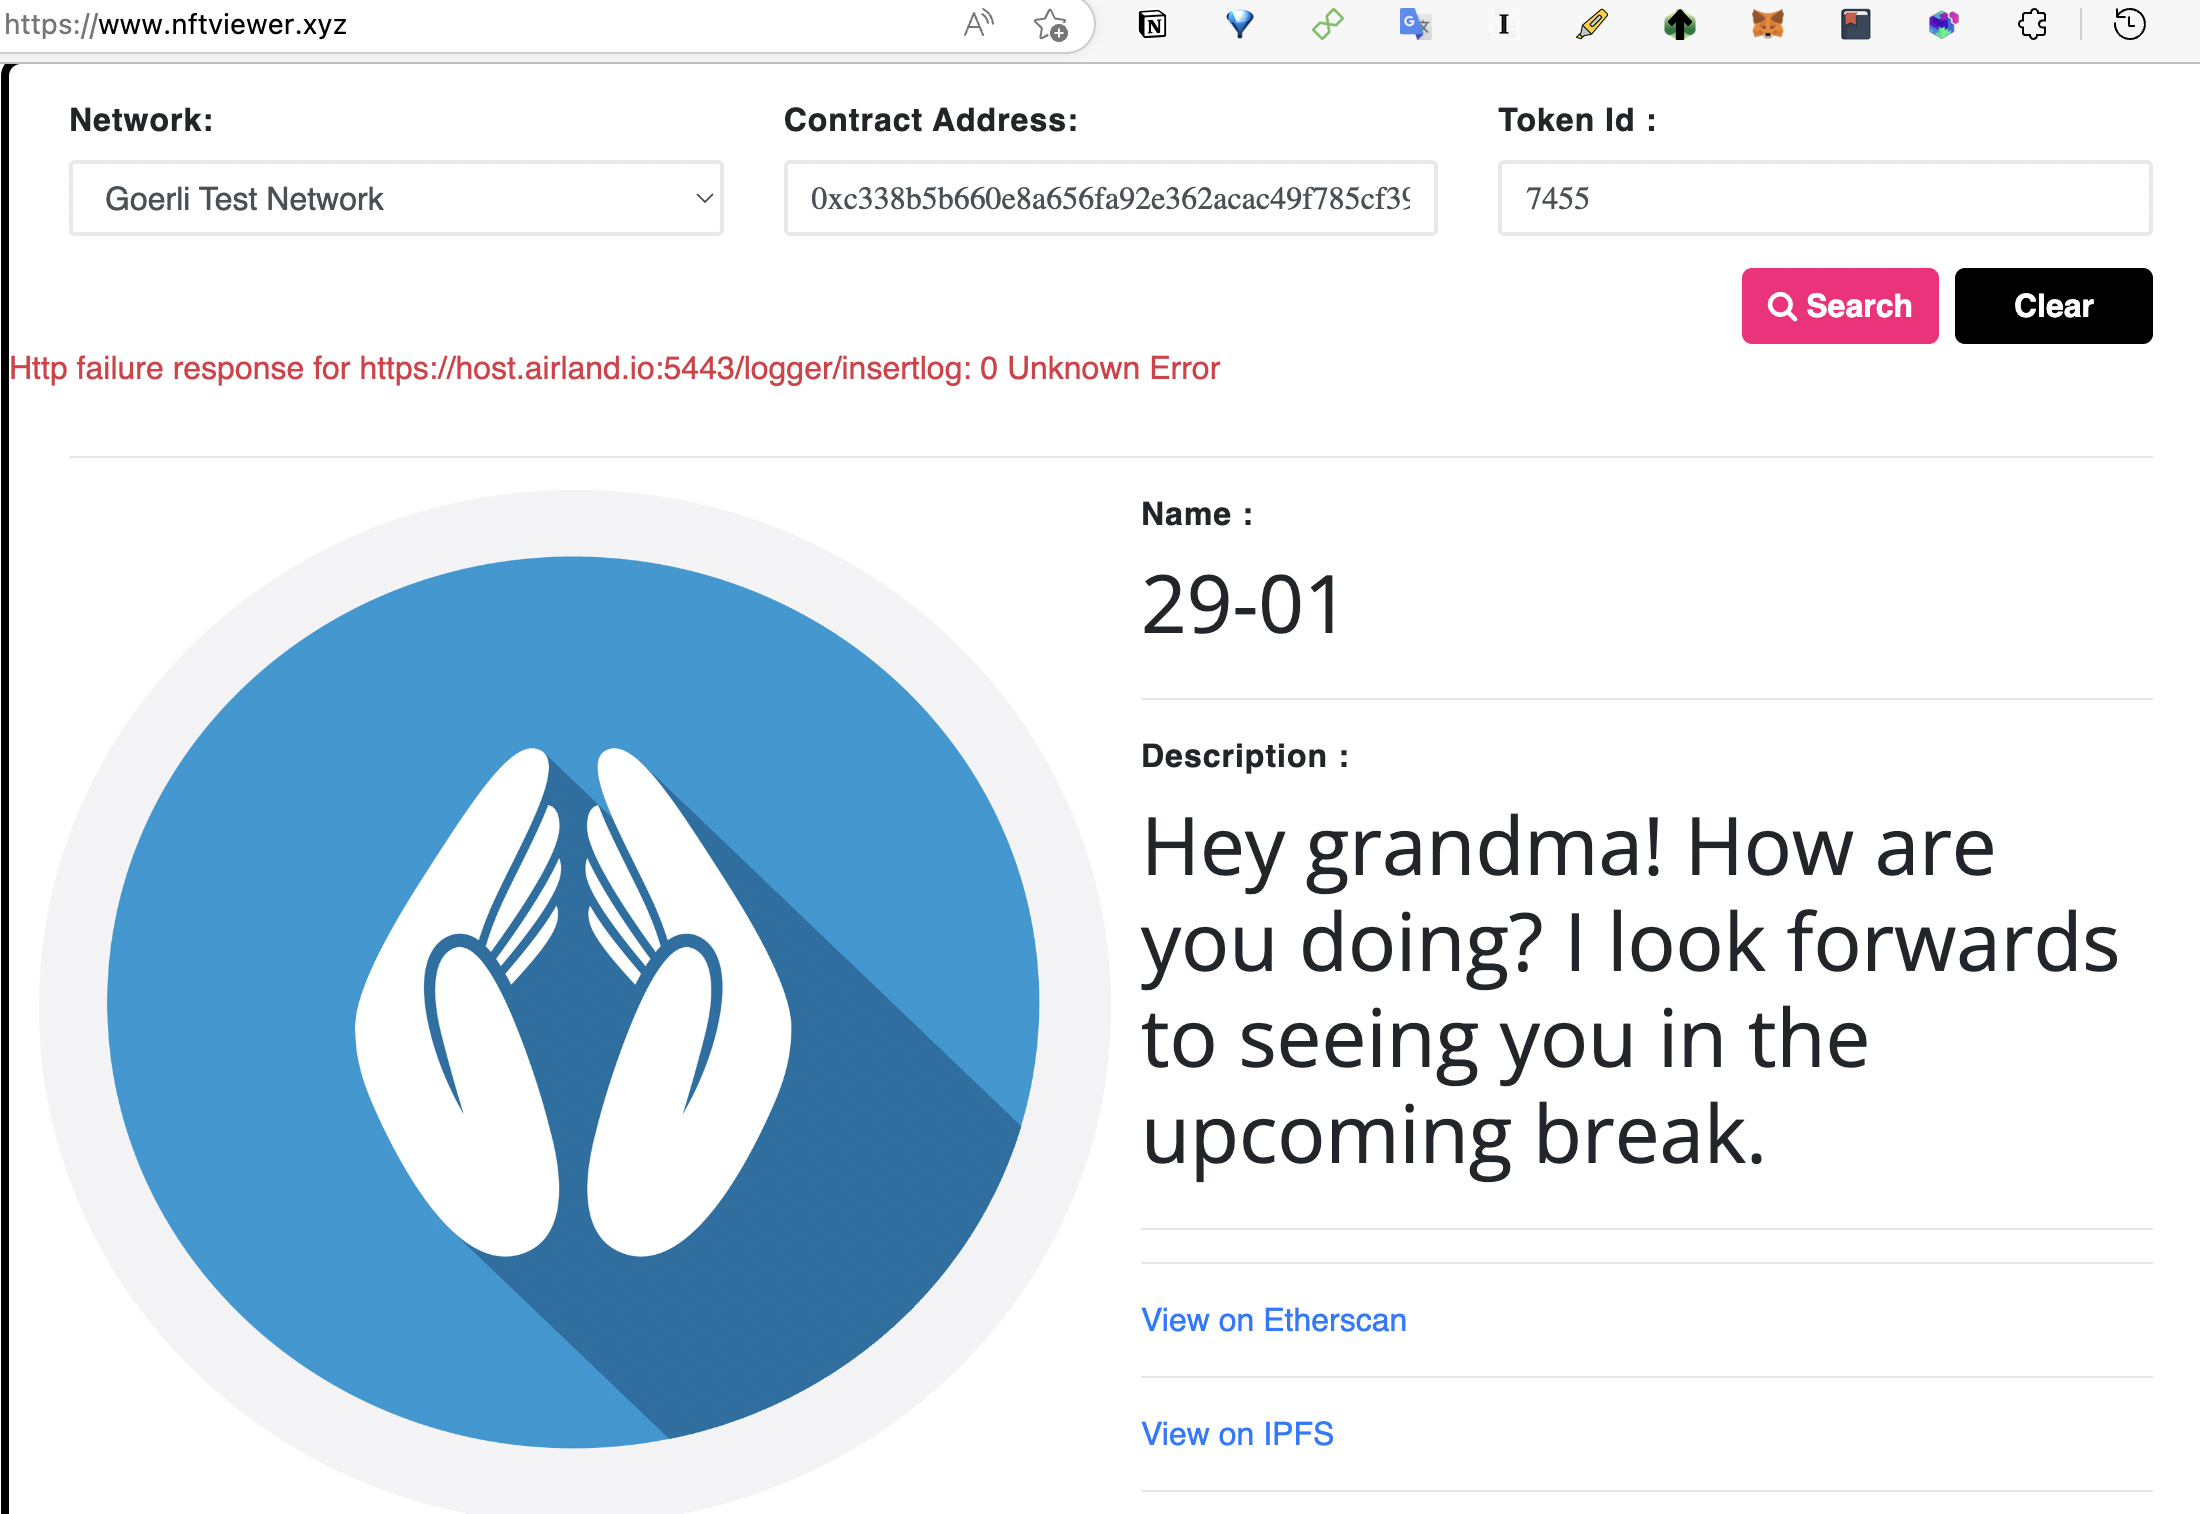 https://www.nftviewer.xyz
Network: Contract Address: Token Id :
Goerli Test Network 0xc338b5b660e8a656fa92e362acac49f785cf39 7455
Search Clear
Http failure response for https://host.airland.io:5443/logger/insertlog: 0 Unknown Error
Name :
29-01
Description :
Hey grandma! How are
you doing? I look forwards
to seeing you in the
upcoming break.
View on Etherscan
View on IPFS